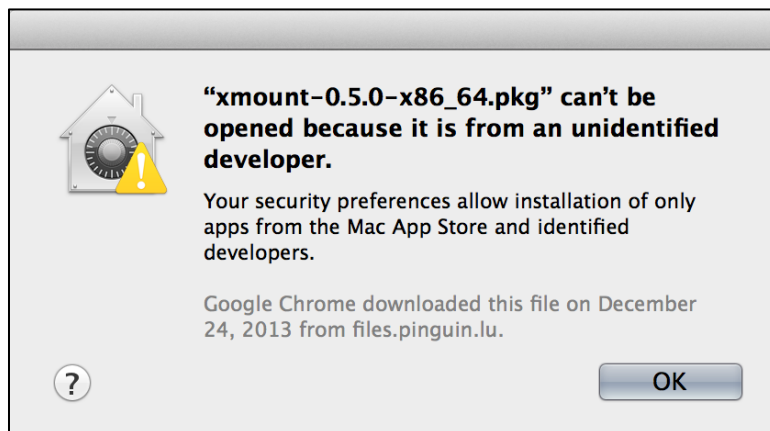 “xmount-0.5.0-x86_64.pkg” can’t be
opened because it is from an unidentified
developer.
Your security preferences allow installation of only
apps from the Mac App Store and identified
developers.
Google Chrome downloaded this file on December
24, 2013 from files.pinguin.lu.
?
OK